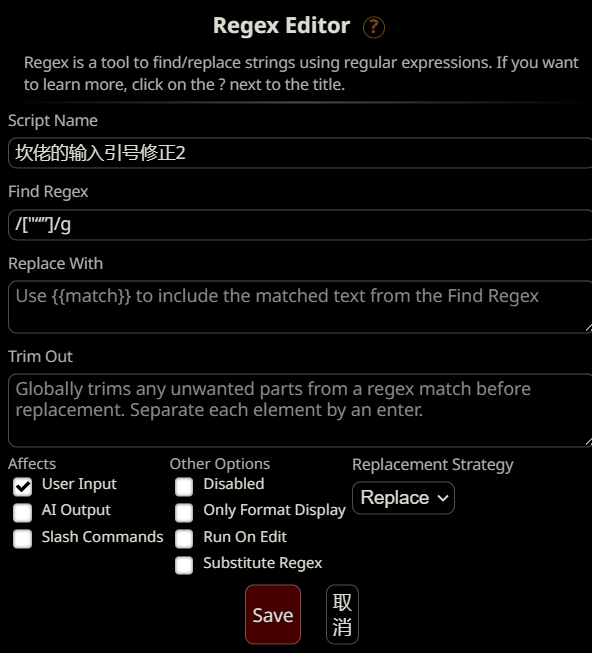 Regex Editor ?
Regex is a tool to find/replace strings using regular expressions. If you want
to learn more, click on the ? next to the title.
Script Name
坎佬的输入引号修正2
Find Regex
/["“”]/g
Replace With
Use {{match}} to include the matched text from the Find Regex
Trim Out
Globally trims any unwanted parts from a regex match before
replacement. Separate each element by an enter.
Affects
User Input
AI Output
Slash Commands
Other Options
Disabled
Only Format Display
Run On Edit
Substitute Regex
Replacement Strategy
Replace
Save
取
消